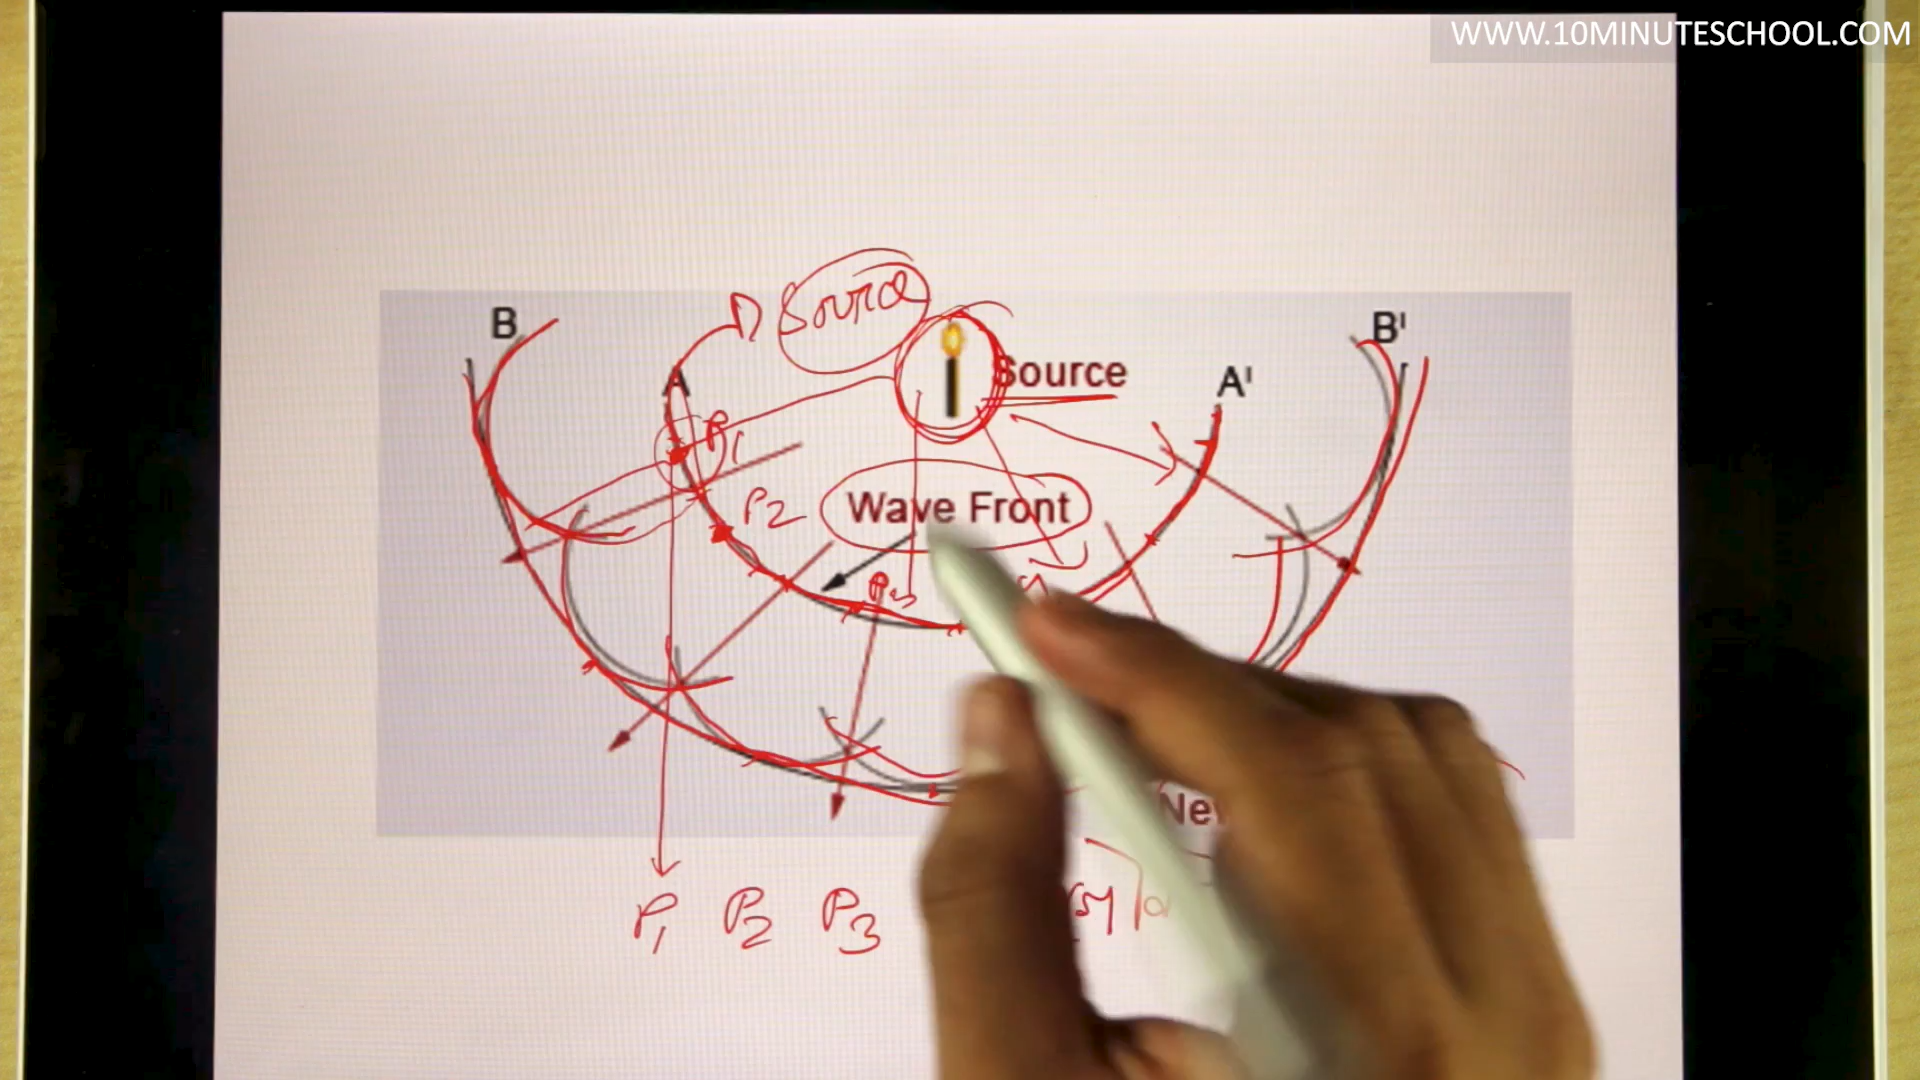 WWW.10MINUTESCHOOL.COM
Source
B
B'
A
Source
A'
P1
P2
Wave Front
P3
P1 P2 P3